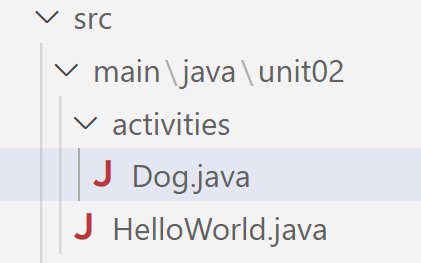 src
main\java\unit02
activities
J Dog.java
J HelloWorld.java